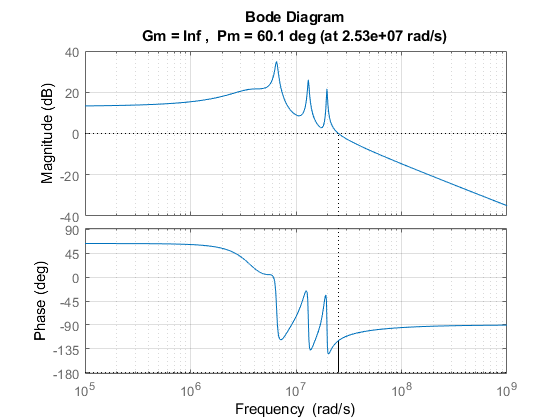 Bode Diagram
Gm = Inf , Pm = 60.1 deg (at 2.53e+07 rad/s)
Magnitude (dB)
40
20
0
-20
-40
Phase (deg)
90
45
0
-45
-90
-135
-180
10^5 10^6 10^7 10^8 10^9
Frequency (rad/s)